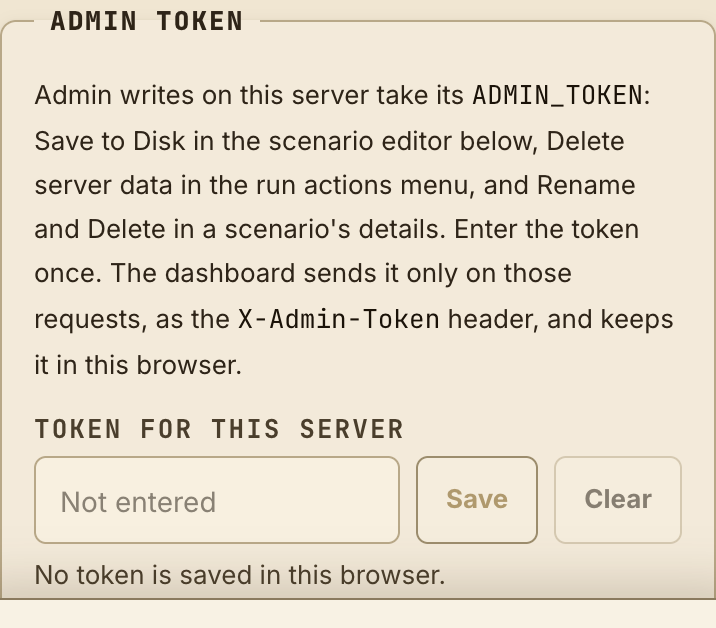 ADMIN TOKEN
Admin writes on this server take its ADMIN_TOKEN:
Save to Disk in the scenario editor below, Delete
server data in the run actions menu, and Rename
and Delete in a scenario's details. Enter the token
once. The dashboard sends it only on those
requests, as the X-Admin-Token header, and keeps
it in this browser.
TOKEN FOR THIS SERVER
Not entered Save Clear
No token is saved in this browser.